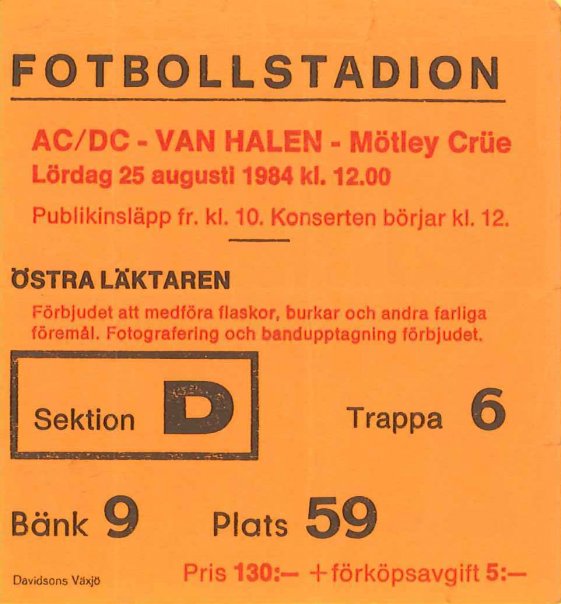 FOTBOLLSTADION
AC/DC - VAN HALEN - Mötley Crüe
Lördag 25 augusti 1984 kl. 12.00
Publikinsläpp fr. kl. 10. Konserten börjar kl. 12.
ÖSTRA LÄKTAREN
Förbjudet att medföra flaskor, burkar och andra farliga
föremål. Fotografering och bandupptagning förbjudet.
Sektion D Trappa 6
Bänk 9 Plats 59
Pris 130:— + förköpsavgift 5:—
Davidsons Växjö